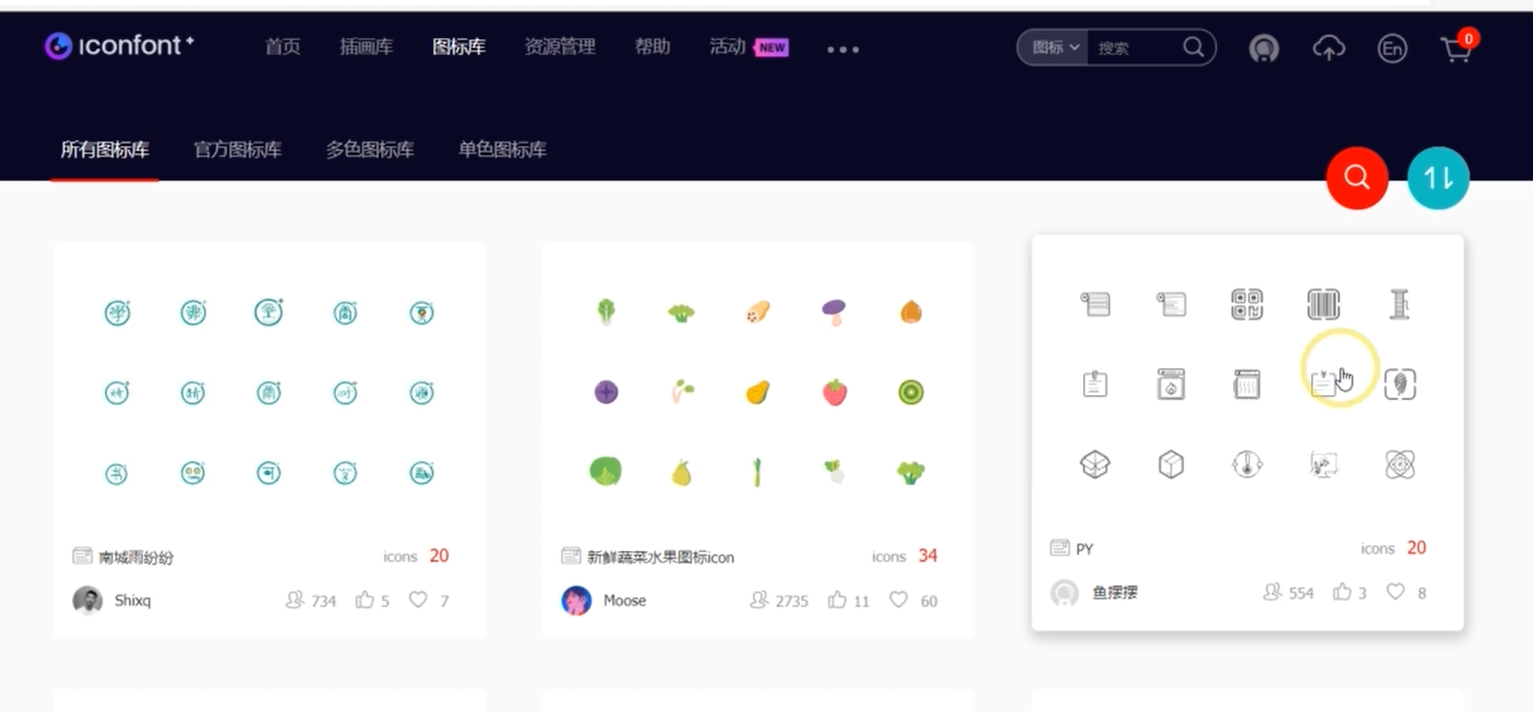 iconfont+ 首页 插画库 图标库 资源管理 帮助 活动 NEW 图标 搜索 En 0
所有图标库 官方图标库 多色图标库 单色图标库
南城雨纷纷 icons 20
Shixq 734 5 7
新鲜蔬菜水果图标icon icons 34
Moose 2735 11 60
PY icons 20
鱼摆摆 554 3 8